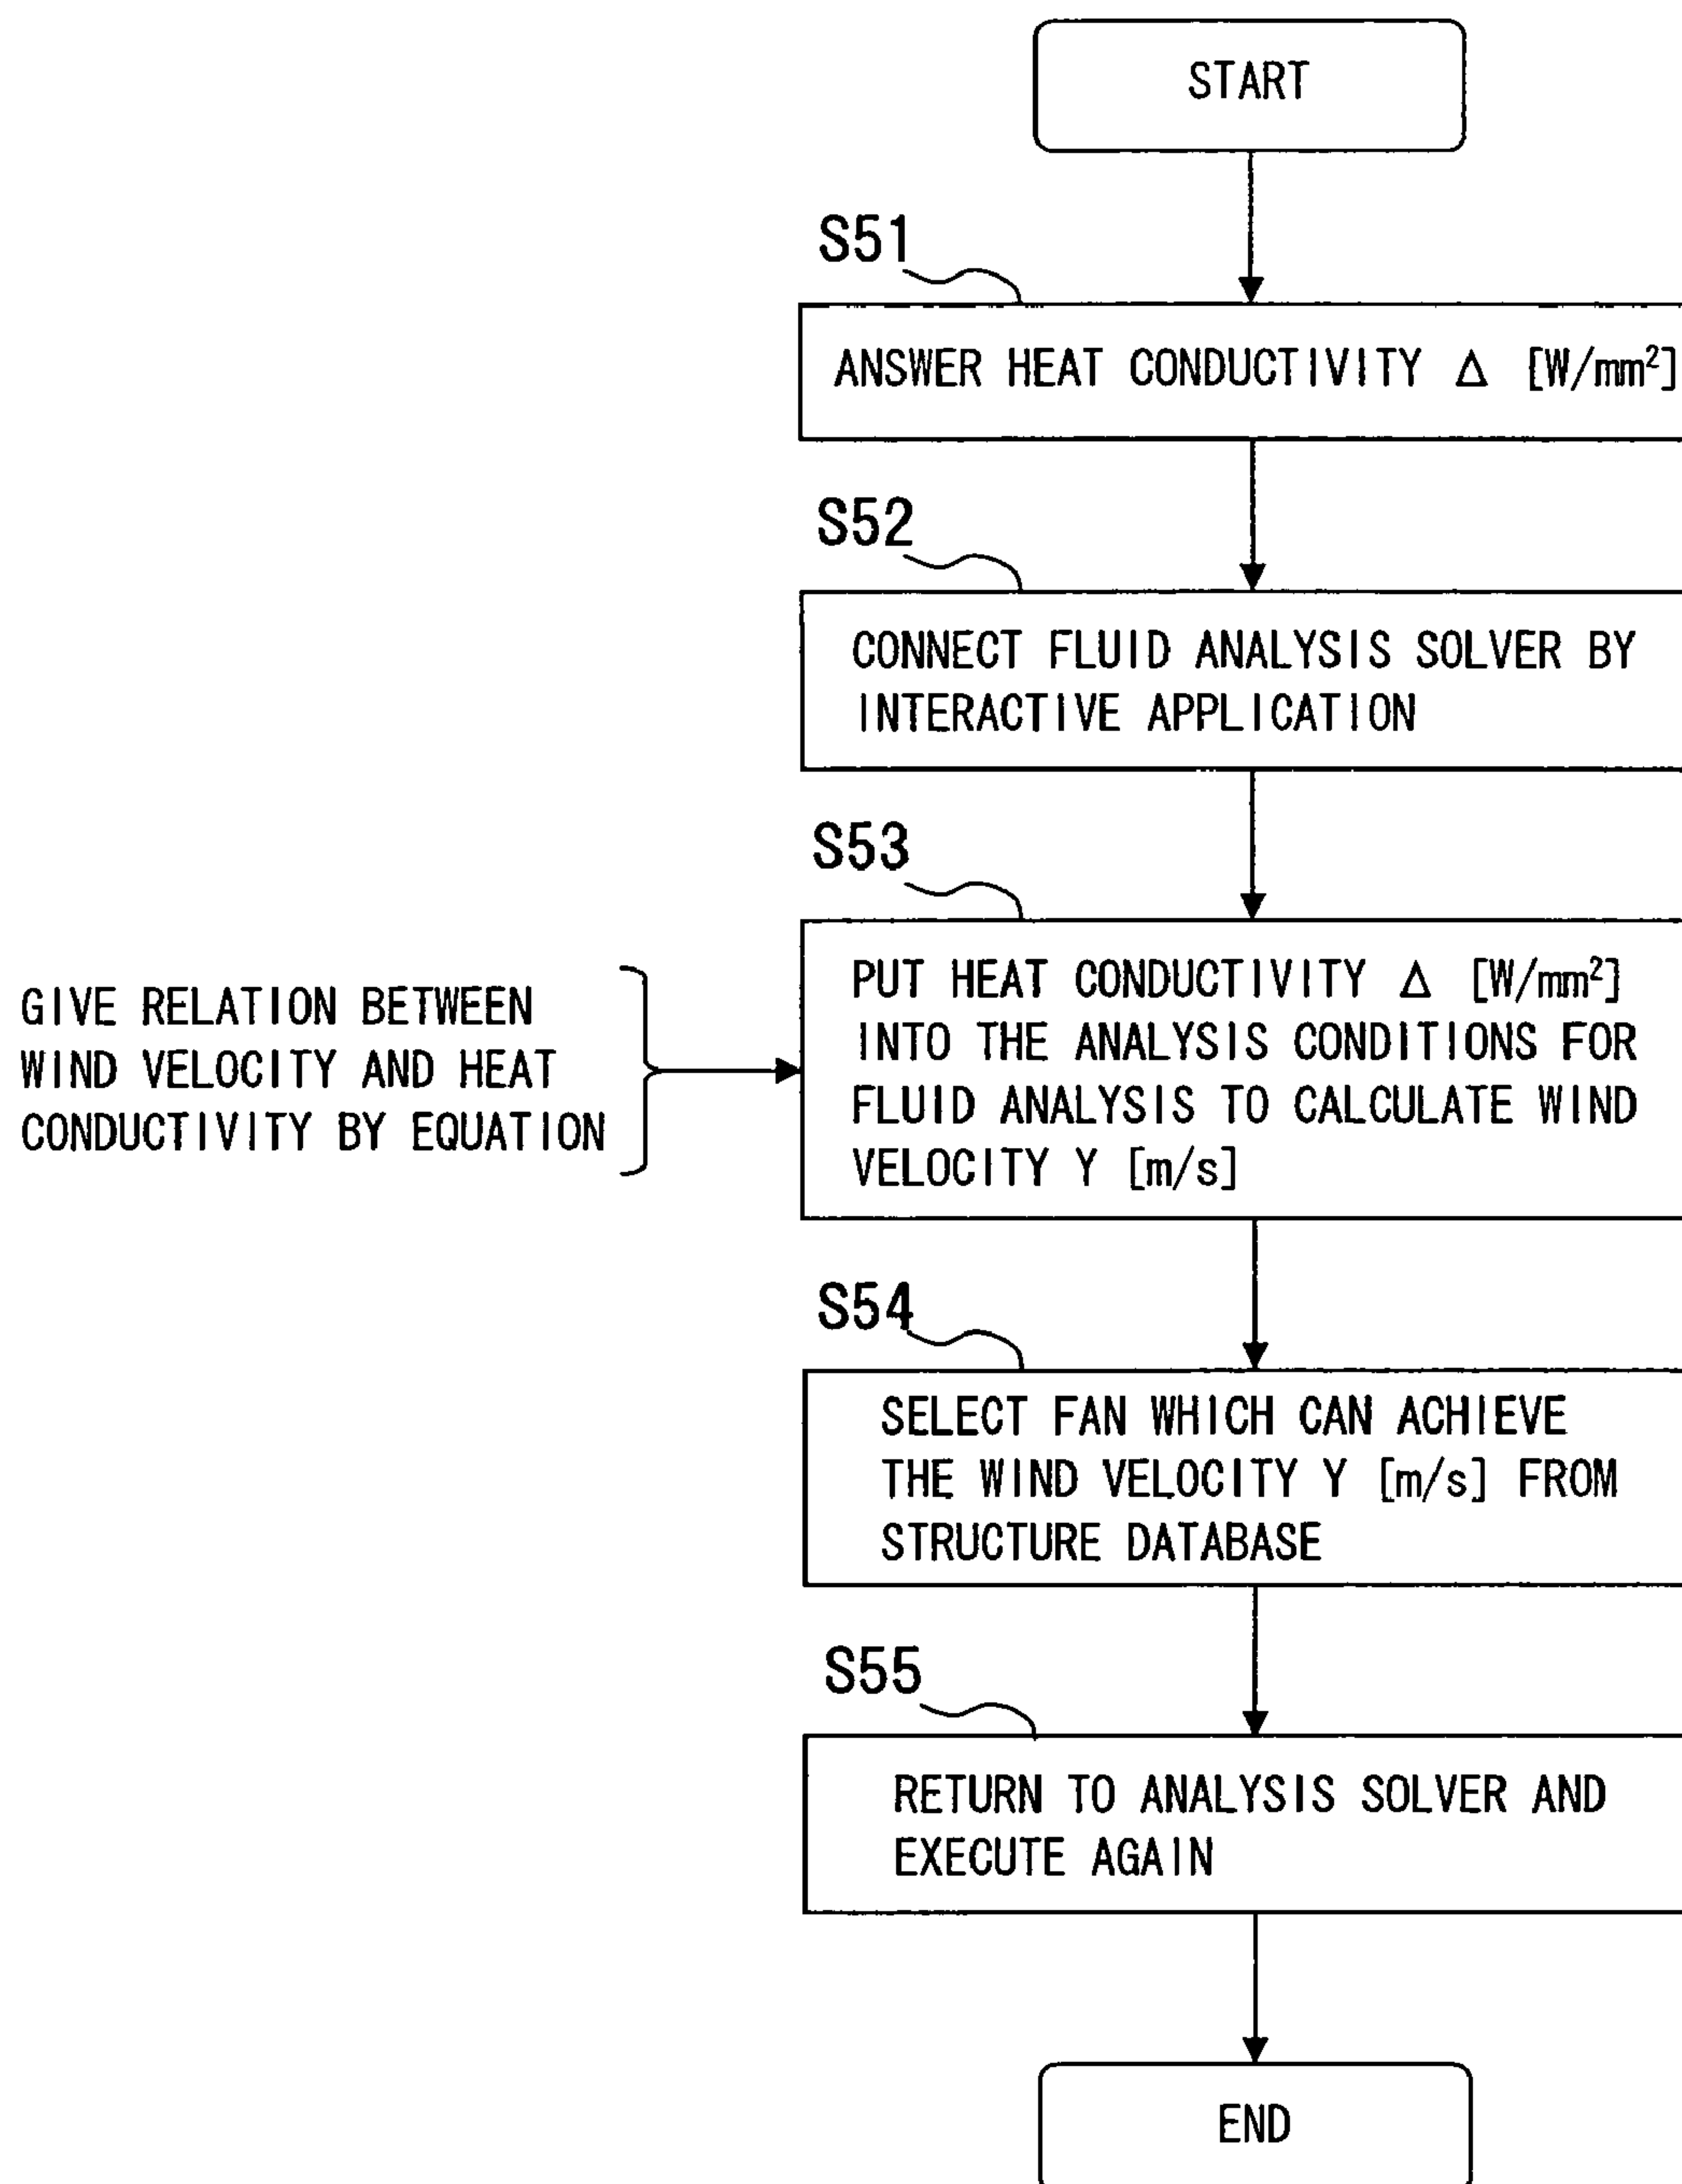 START
S51
ANSWER HEAT CONDUCTIVITY Δ [W/mm²]
S52
CONNECT FLUID ANALYSIS SOLVER BY
INTERACTIVE APPLICATION
S53
GIVE RELATION BETWEEN
WIND VELOCITY AND HEAT
CONDUCTIVITY BY EQUATION
PUT HEAT CONDUCTIVITY Δ [W/mm²]
INTO THE ANALYSIS CONDITIONS FOR
FLUID ANALYSIS TO CALCULATE WIND
VELOCITY Y [m/s]
S54
SELECT FAN WHICH CAN ACHIEVE
THE WIND VELOCITY Y [m/s] FROM
STRUCTURE DATABASE
S55
RETURN TO ANALYSIS SOLVER AND
EXECUTE AGAIN
END